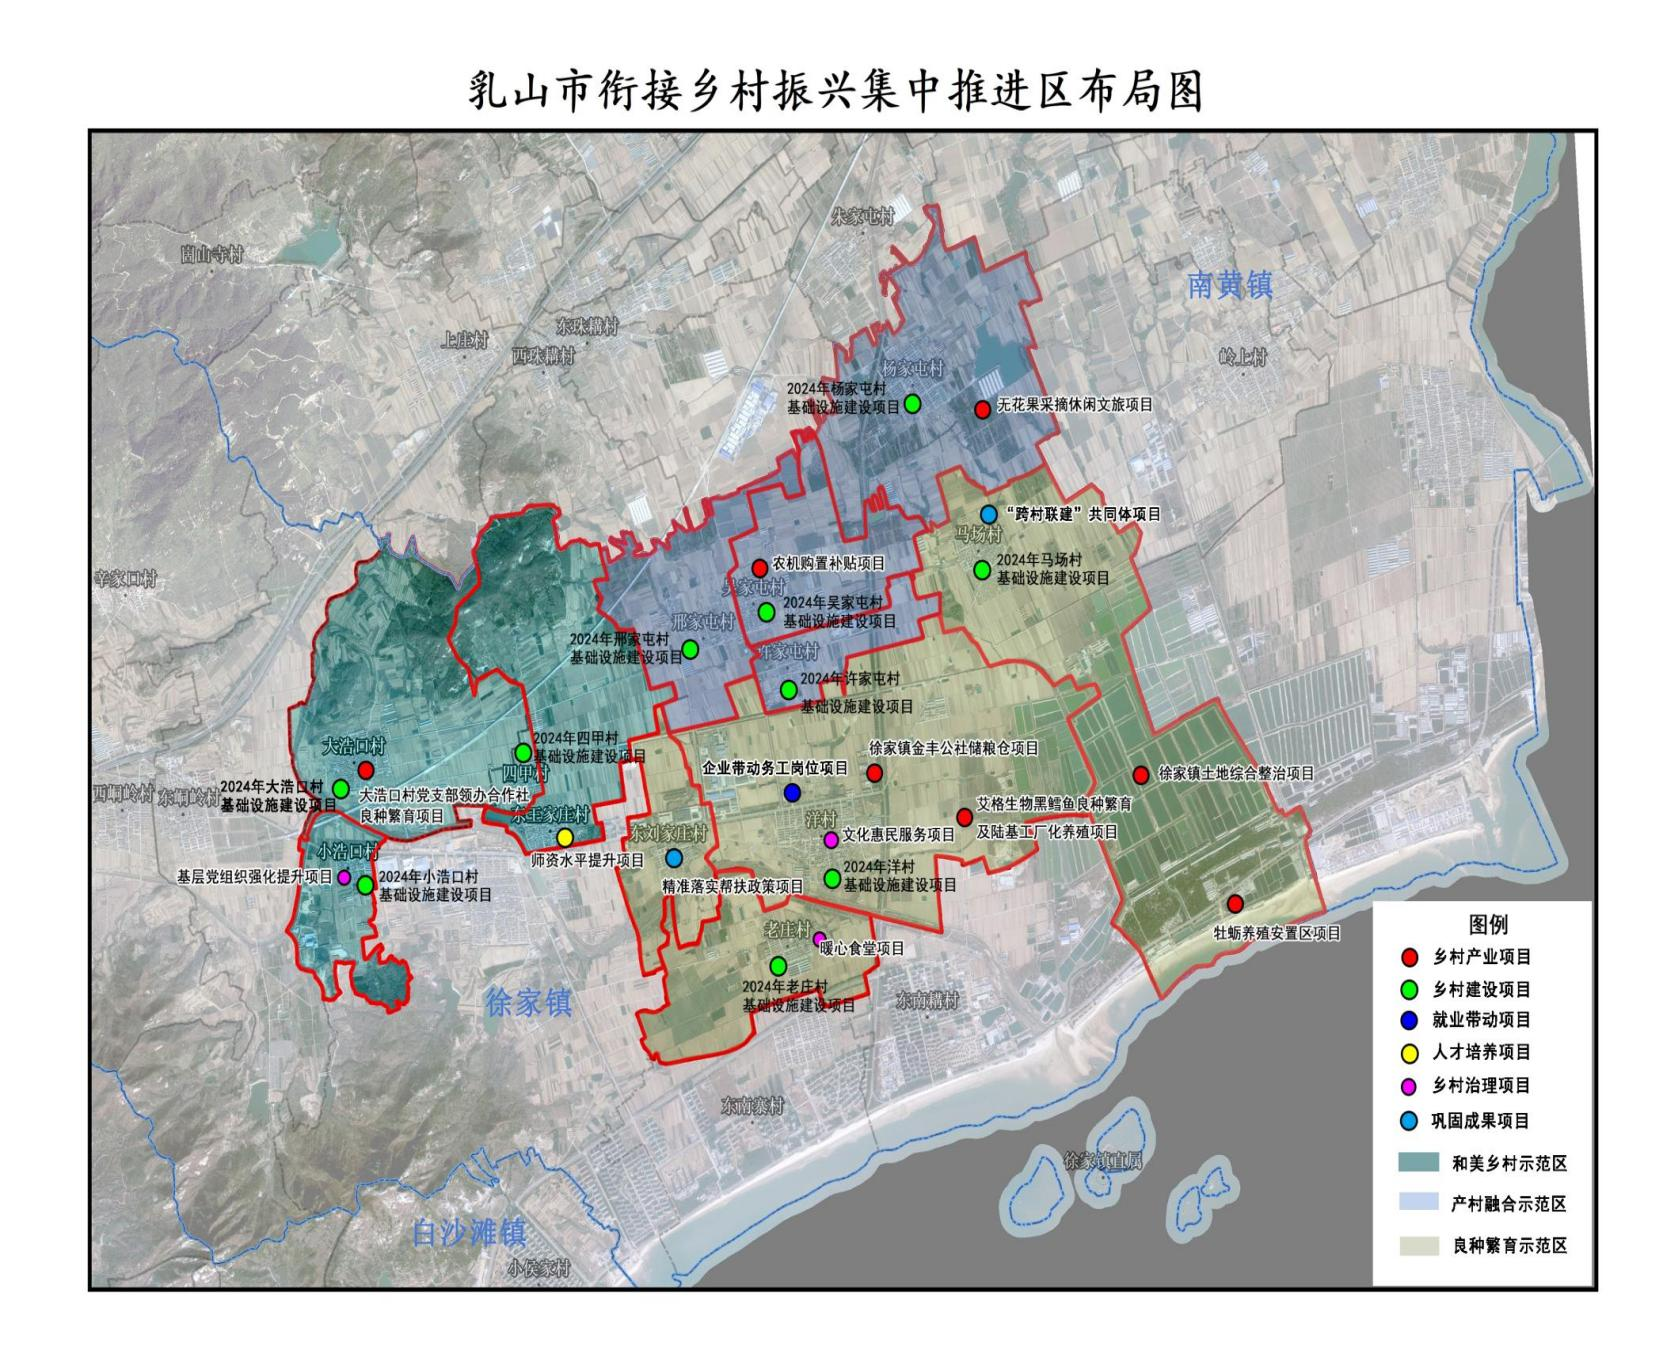 乳山市衔接乡村振兴集中推进区布局图
朱家屯村
崮山寺村
南黄镇
东珠塂村
上庄村
西珠塂村
岭上村
杨家屯村
2024年杨家屯村
基础设施建设项目
无花果采摘休闲文旅项目
“跨村联建”共同体项目
马场村
2024年马场村
基础设施建设项目
农机购置补贴项目
吴家屯村
2024年吴家屯村
基础设施建设项目
辛家口村
邢家屯村
2024年邢家屯村
基础设施建设项目
许家屯村
2024年许家屯村
基础设施建设项目
大浩口村
2024年四甲村
基础设施建设项目
四甲村
徐家镇金丰公社储粮仓项目
企业带动务工岗位项目
徐家镇土地综合整治项目
西峒岭村
东峒岭村
2024年大浩口村
基础设施建设项目
大浩口村党支部领办合作社
良种繁育项目
艾格生物黑鳕鱼良种繁育
及陆基工厂化养殖项目
东王家庄村
师资水平提升项目
东刘家庄村
洋村
文化惠民服务项目
小浩口村
基层党组织强化提升项目
2024年小浩口村
基础设施建设项目
精准落实帮扶政策项目
2024年洋村
基础设施建设项目
老庄村
暖心食堂项目
牡蛎养殖安置区项目
2024年老庄村
基础设施建设项目
徐家镇
东南塂村
东南寨村
徐家镇直属
白沙滩镇
小侯家村
图例
乡村产业项目
乡村建设项目
就业带动项目
人才培养项目
乡村治理项目
巩固成果项目
和美乡村示范区
产村融合示范区
良种繁育示范区